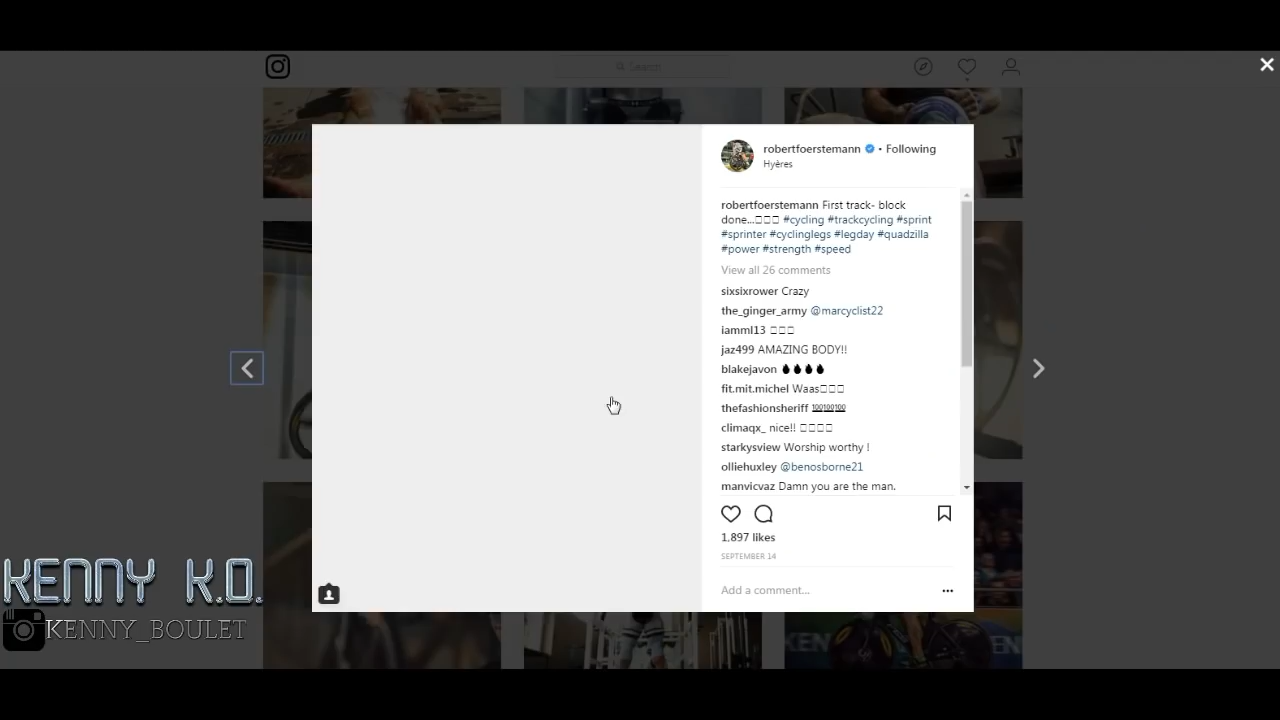 Search
robertfoerstemann • Following
Hyères
robertfoerstemann First track- block
done...□□□ #cycling #trackcycling #sprint
#sprinter #cyclinglegs #legday #quadzilla
#power #strength #speed
View all 26 comments
sixsixrower Crazy
the_ginger_army @marcyclist22
iamml13 □□□
jaz499 AMAZING BODY!!
blakejavon
fit.mit.michel Waas□□□
thefashionsheriff 💯💯💯
climaqx_ nice!! □□□□
starkysview Worship worthy !
olliehuxley @benosborne21
manvicvaz Damn you are the man.
1,897 likes
SEPTEMBER 14
Add a comment...
KENNY K.O.
KENNY_BOULET